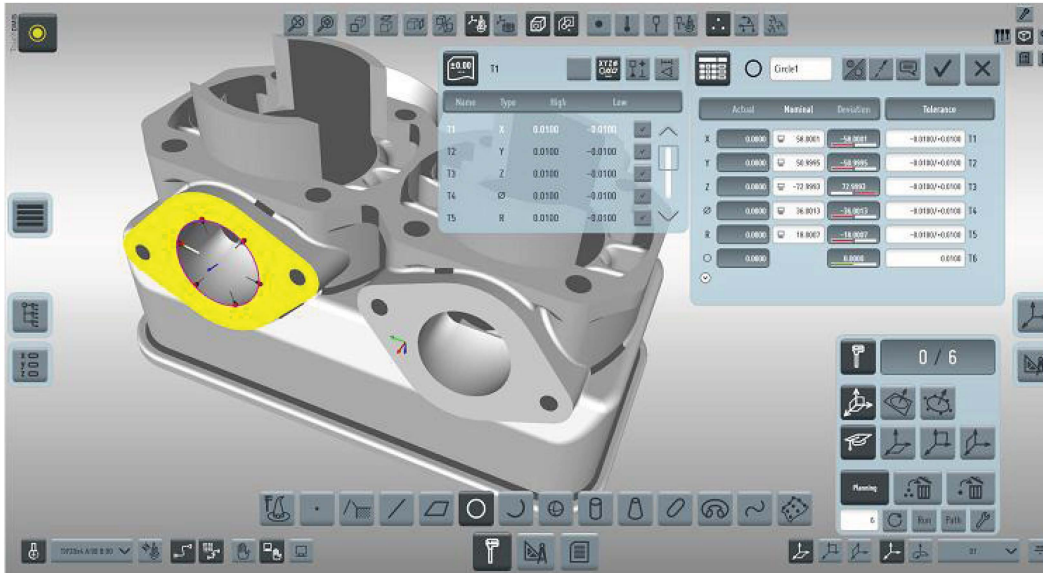 ±0.00
T1
XYZØ
Circle1
Name Type High Low
T1 X 0.0100 -0.0100
T2 Y 0.0100 -0.0100
T3 Z 0.0100 -0.0100
T4 Ø 0.0100 -0.0100
T5 R 0.0100 -0.0100
Actual Nominal Deviation Tolerance
X 0.0000 58.0001 -58.0001 -0.0100/+0.0100 T1
Y 0.0000 50.9995 -50.9995 -0.0100/+0.0100 T2
Z 0.0000 -72.9993 72.9993 -0.0100/+0.0100 T3
Ø 0.0000 36.0013 -36.0013 -0.0100/+0.0100 T4
R 0.0000 18.0007 -18.0007 -0.0100/+0.0100 T5
0.0000 0.0000 0.0100 T6
0 / 6
Planning
6 Run Path
X
Y
Z